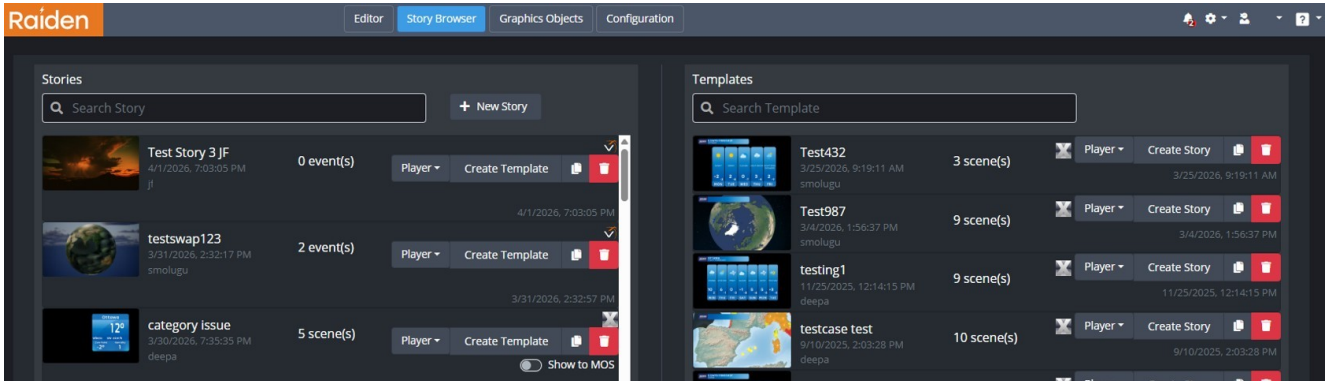 Raiden
Editor
Story Browser
Graphics Objects
Configuration
2
?
Stories
Search Story
+ New Story
Test Story 3 JF
4/1/2026, 7:03:05 PM
jf
0 event(s)
Player
Create Template
4/1/2026, 7:03:05 PM
testswap123
3/31/2026, 2:32:17 PM
smolugu
2 event(s)
Player
Create Template
3/31/2026, 2:32:57 PM
Ottawa
12°
category issue
3/30/2026, 7:35:35 PM
deepa
5 scene(s)
Player
Create Template
Show to MOS
Templates
Search Template
Test432
3/25/2026, 9:19:11 AM
smolugu
3 scene(s)
Player
Create Story
3/25/2026, 9:19:11 AM
Test987
3/4/2026, 1:56:37 PM
smolugu
9 scene(s)
Player
Create Story
3/4/2026, 1:56:37 PM
testing1
11/25/2025, 12:14:15 PM
deepa
9 scene(s)
Player
Create Story
11/25/2025, 12:14:15 PM
testcase test
9/10/2025, 2:03:28 PM
deepa
10 scene(s)
Player
Create Story
9/10/2025, 2:03:28 PM